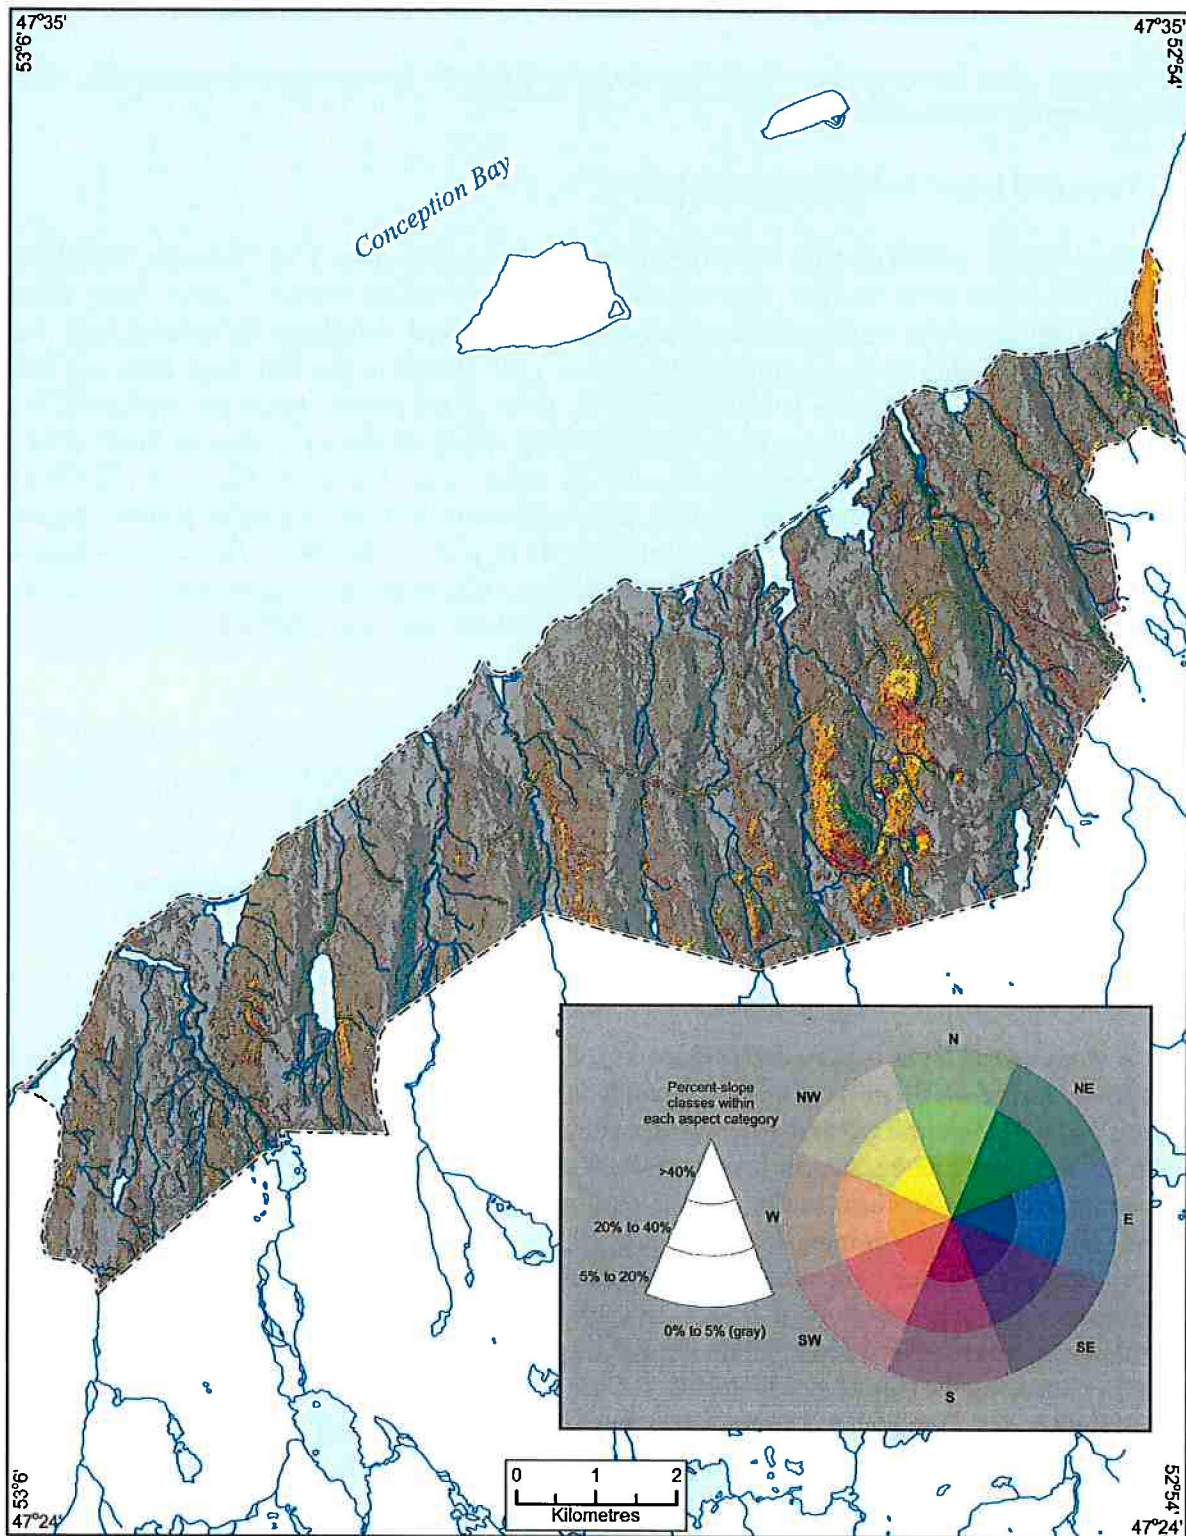 47°35'
53°6'
47°35'
52°54'
Conception Bay
Percent-slope
classes within
each aspect category
>40%
20% to 40%
5% to 20%
0% to 5% (gray)
N
NE
E
SE
S
SW
W
NW
0 1 2
Kilometres
53°6'
47°24'
52°54'
47°24'